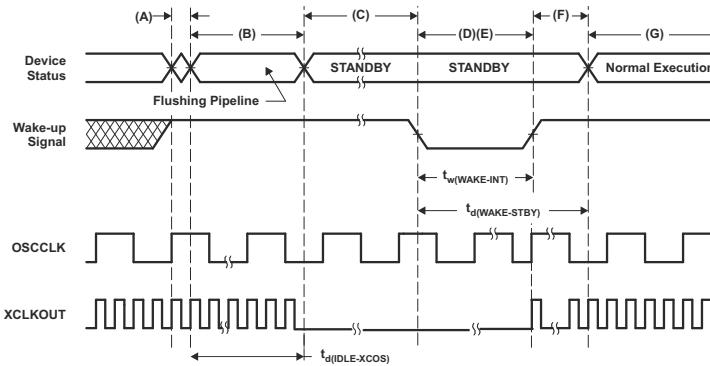 (A)
(B)
(C)
(D)(E)
(F)
(G)
Device
Status
STANDBY
STANDBY
Normal Execution
Flushing Pipeline
Wake-up
Signal
tw(WAKE-INT)
td(WAKE-STBY)
OSCCLK
XCLKOUT
td(IDLE-XCOS)